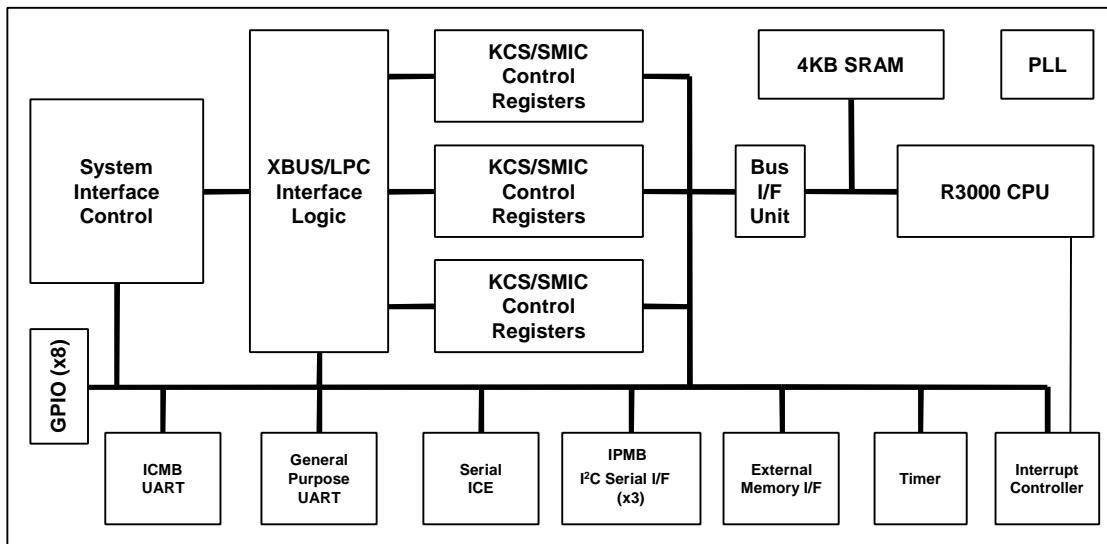 KCS/SMIC
Control
Registers
4KB SRAM
PLL
System
Interface
Control
XBUS/LPC
Interface
Logic
KCS/SMIC
Control
Registers
Bus
I/F
Unit
R3000 CPU
KCS/SMIC
Control
Registers
GPIO (x8)
ICMB
UART
General
Purpose
UART
Serial
ICE
IPMB
I²C Serial I/F
(x3)
External
Memory I/F
Timer
Interrupt
Controller